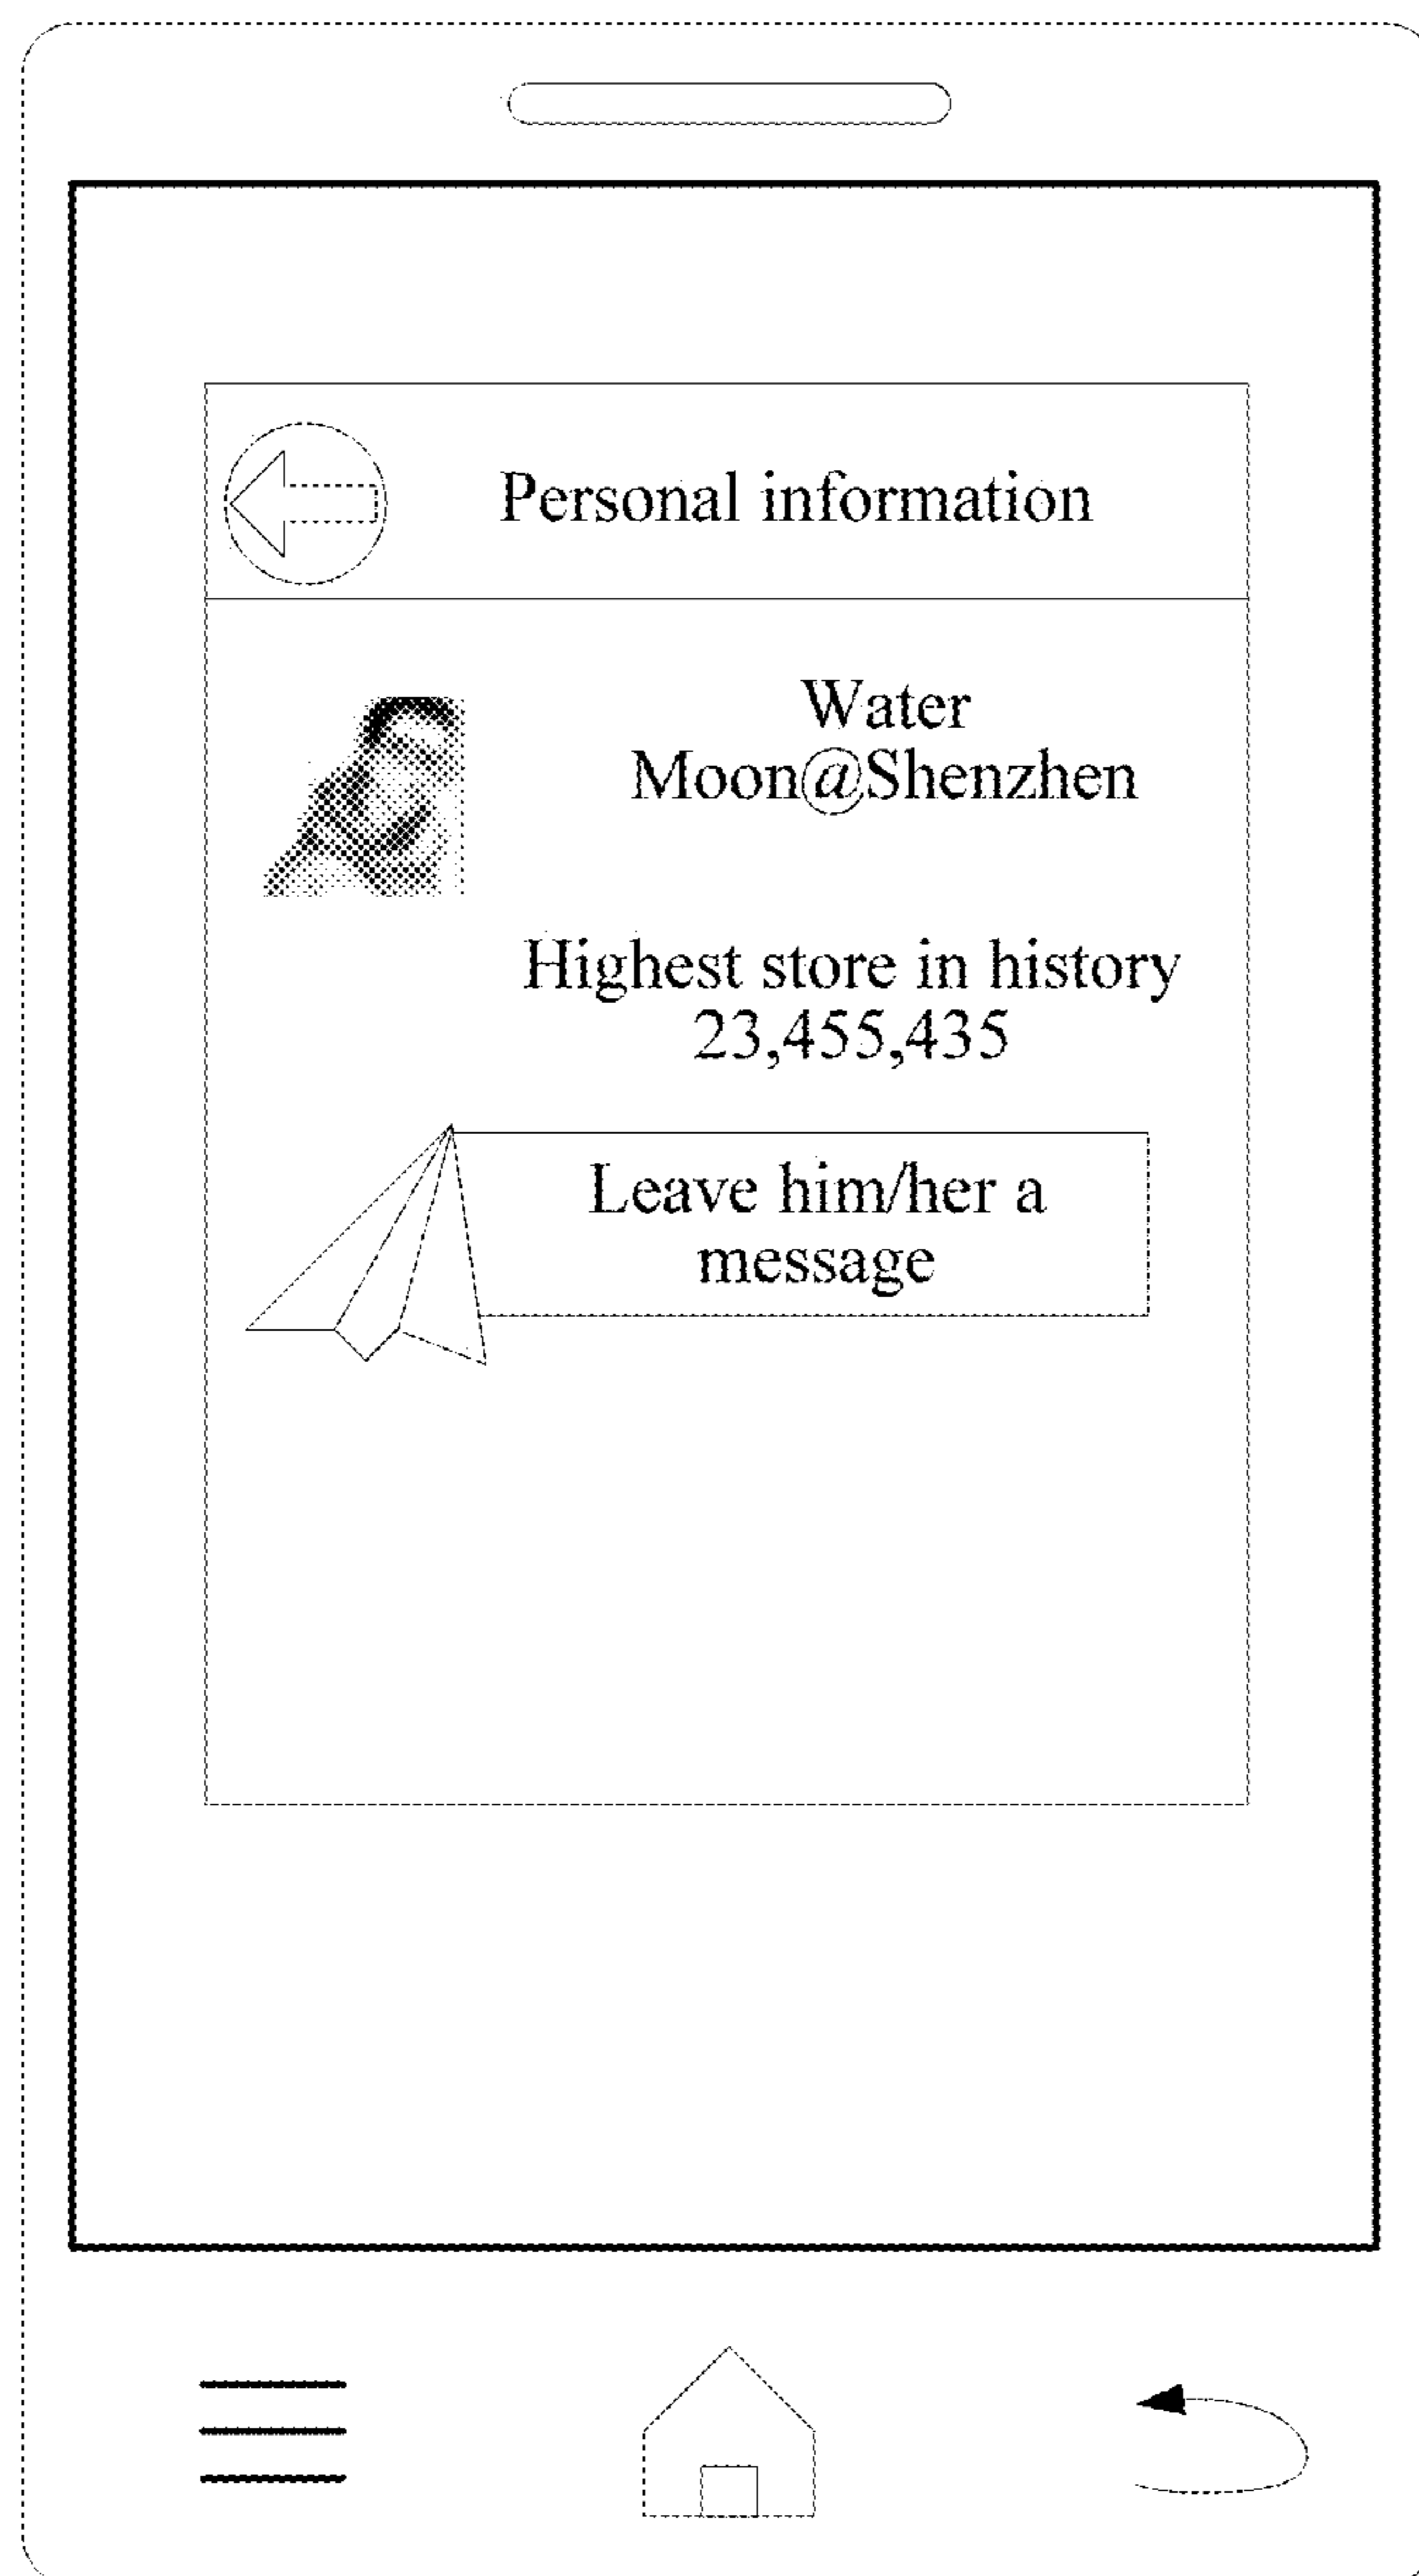 Personal information
Water
Moon@Shenzhen
Highest store in history
23,455,435
Leave him/her a
message